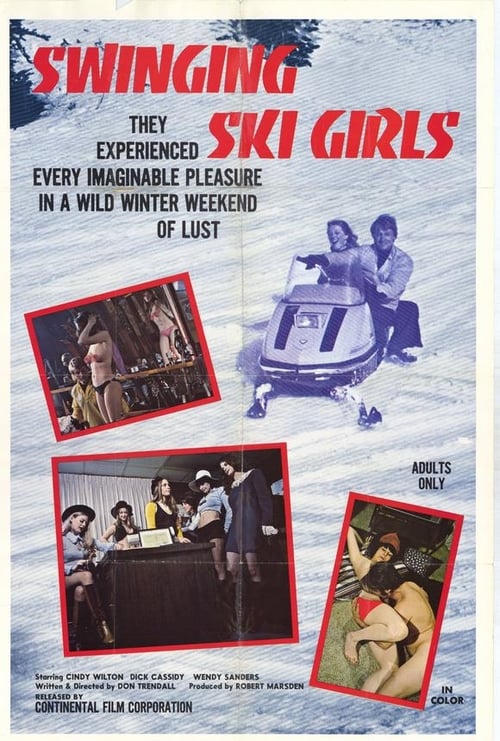 SWINGING
SKI GIRLS
THEY
EXPERIENCED
EVERY IMAGINABLE PLEASURE
IN A WILD WINTER WEEKEND
OF LUST
ADULTS
ONLY
Starring CINDY WILTON DICK CASSIDY WENDY SANDERS
Written & Directed by DON TRENDALL Produced by ROBERT MARSDEN
RELEASED BY
CONTINENTAL FILM CORPORATION
IN
COLOR